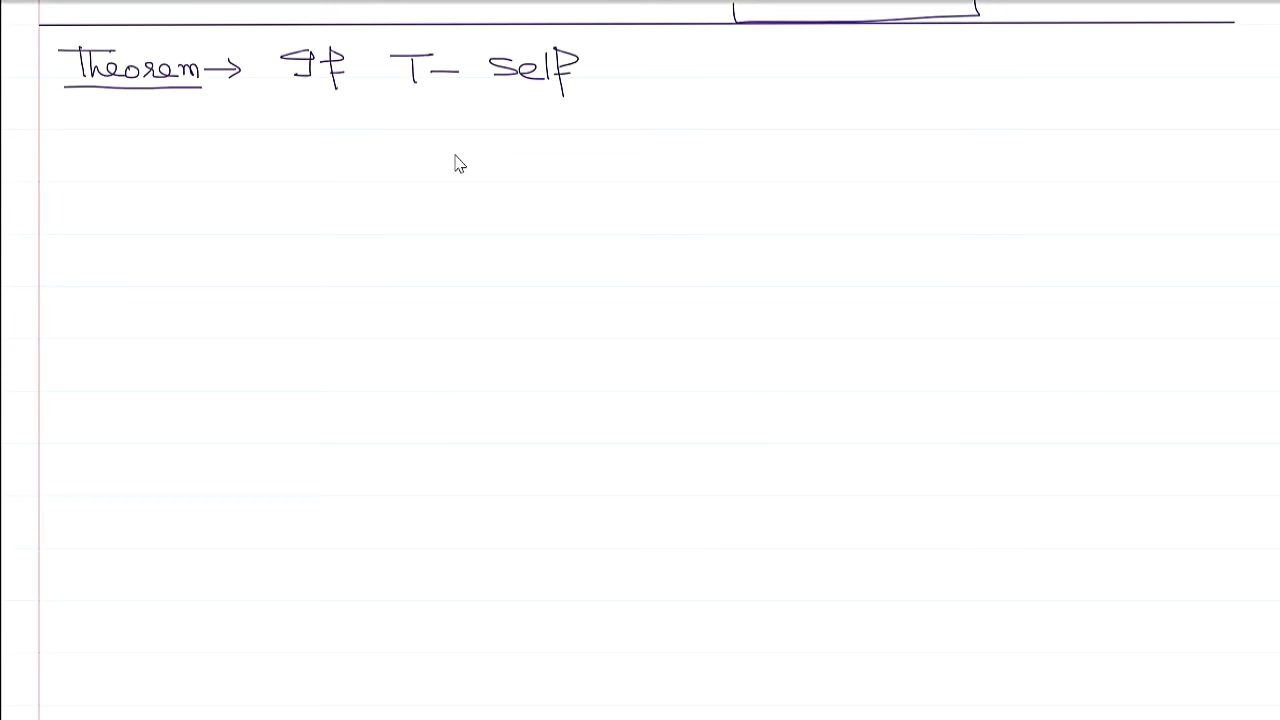 Theorem → If T- Self